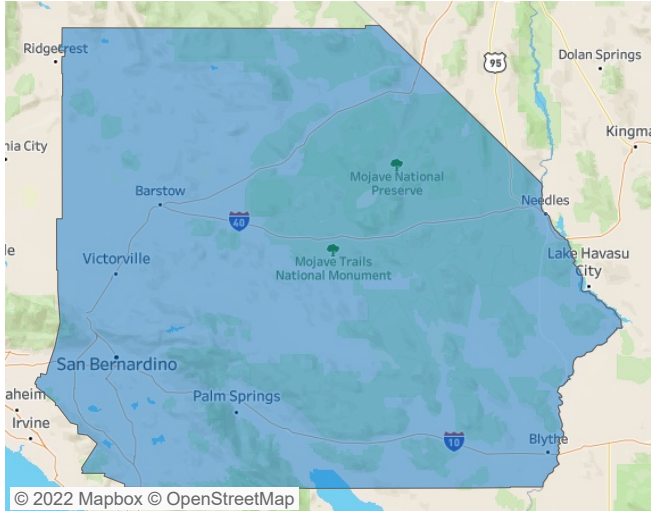 Ridgecrest
95
Dolan Springs
nia City
Kingma
Mojave National
Preserve
Barstow
Needles
40
Lake Havasu
City
Mojave Trails
National Monument
le
Victorville
San Bernardino
Palm Springs
aheim
Irvine
10
Blythe
© 2022 Mapbox © OpenStreetMap